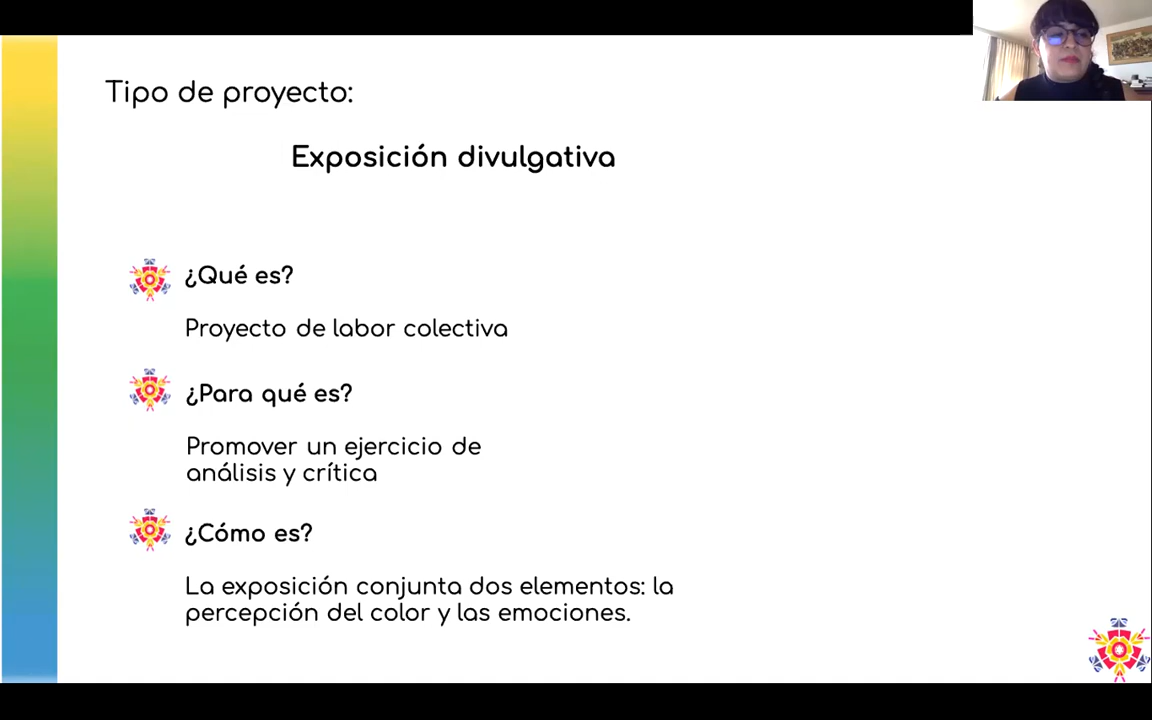 Tipo de proyecto:
Exposición divulgativa
¿Qué es?
Proyecto de labor colectiva
¿Para qué es?
Promover un ejercicio de
análisis y crítica
¿Cómo es?
La exposición conjunta dos elementos: la
percepción del color y las emociones.